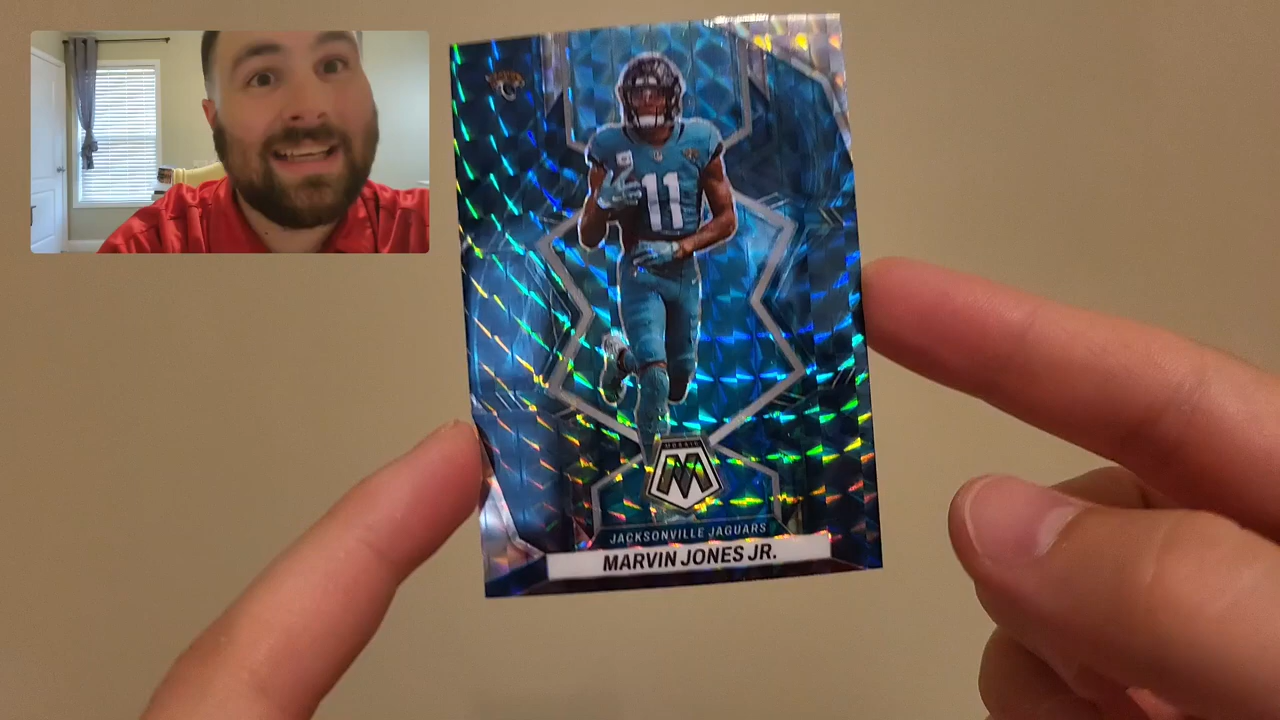 11
MOSAIC
M
JACKSONVILLE JAGUARS
MARVIN JONES JR.